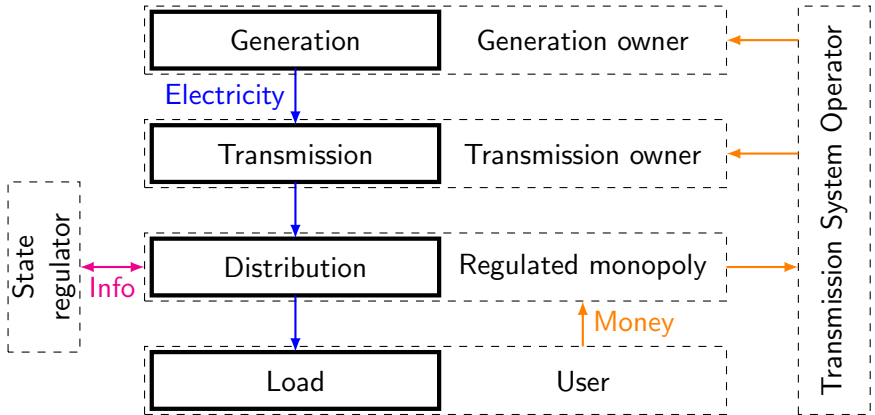 Generation
Generation owner
Electricity
Transmission
Transmission owner
State
regulator
Info
Distribution
Regulated monopoly
Money
Load
User
Transmission System Operator